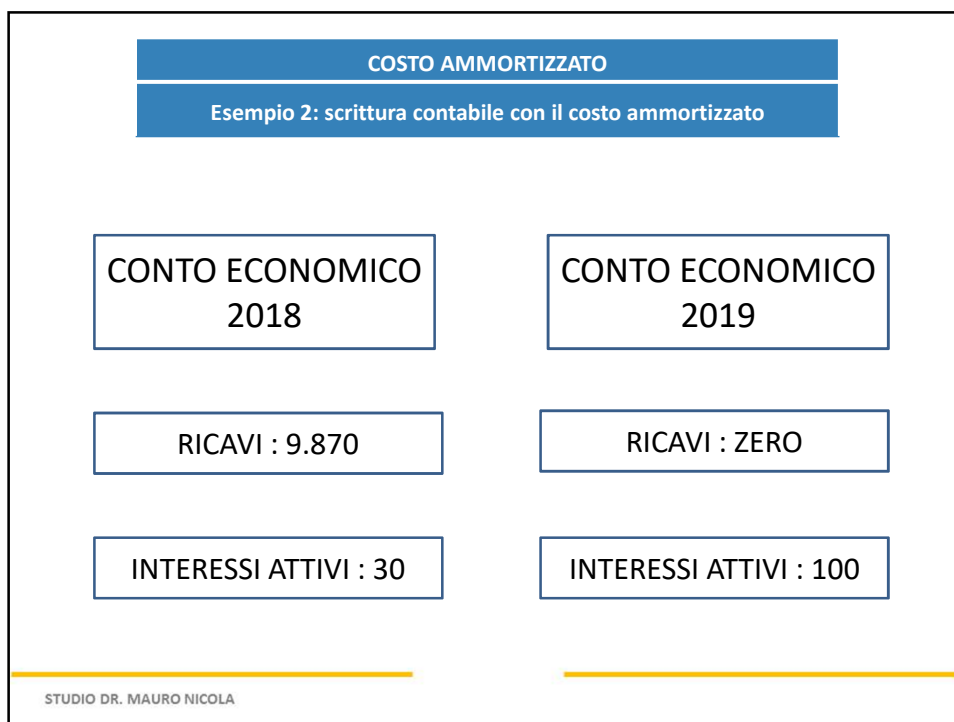 COSTO AMMORTIZZATO
Esempio 2: scrittura contabile con il costo ammortizzato
CONTO ECONOMICO
2018
CONTO ECONOMICO
2019
RICAVI : 9.870
RICAVI : ZERO
INTERESSI ATTIVI : 30
INTERESSI ATTIVI : 100
STUDIO DR. MAURO NICOLA